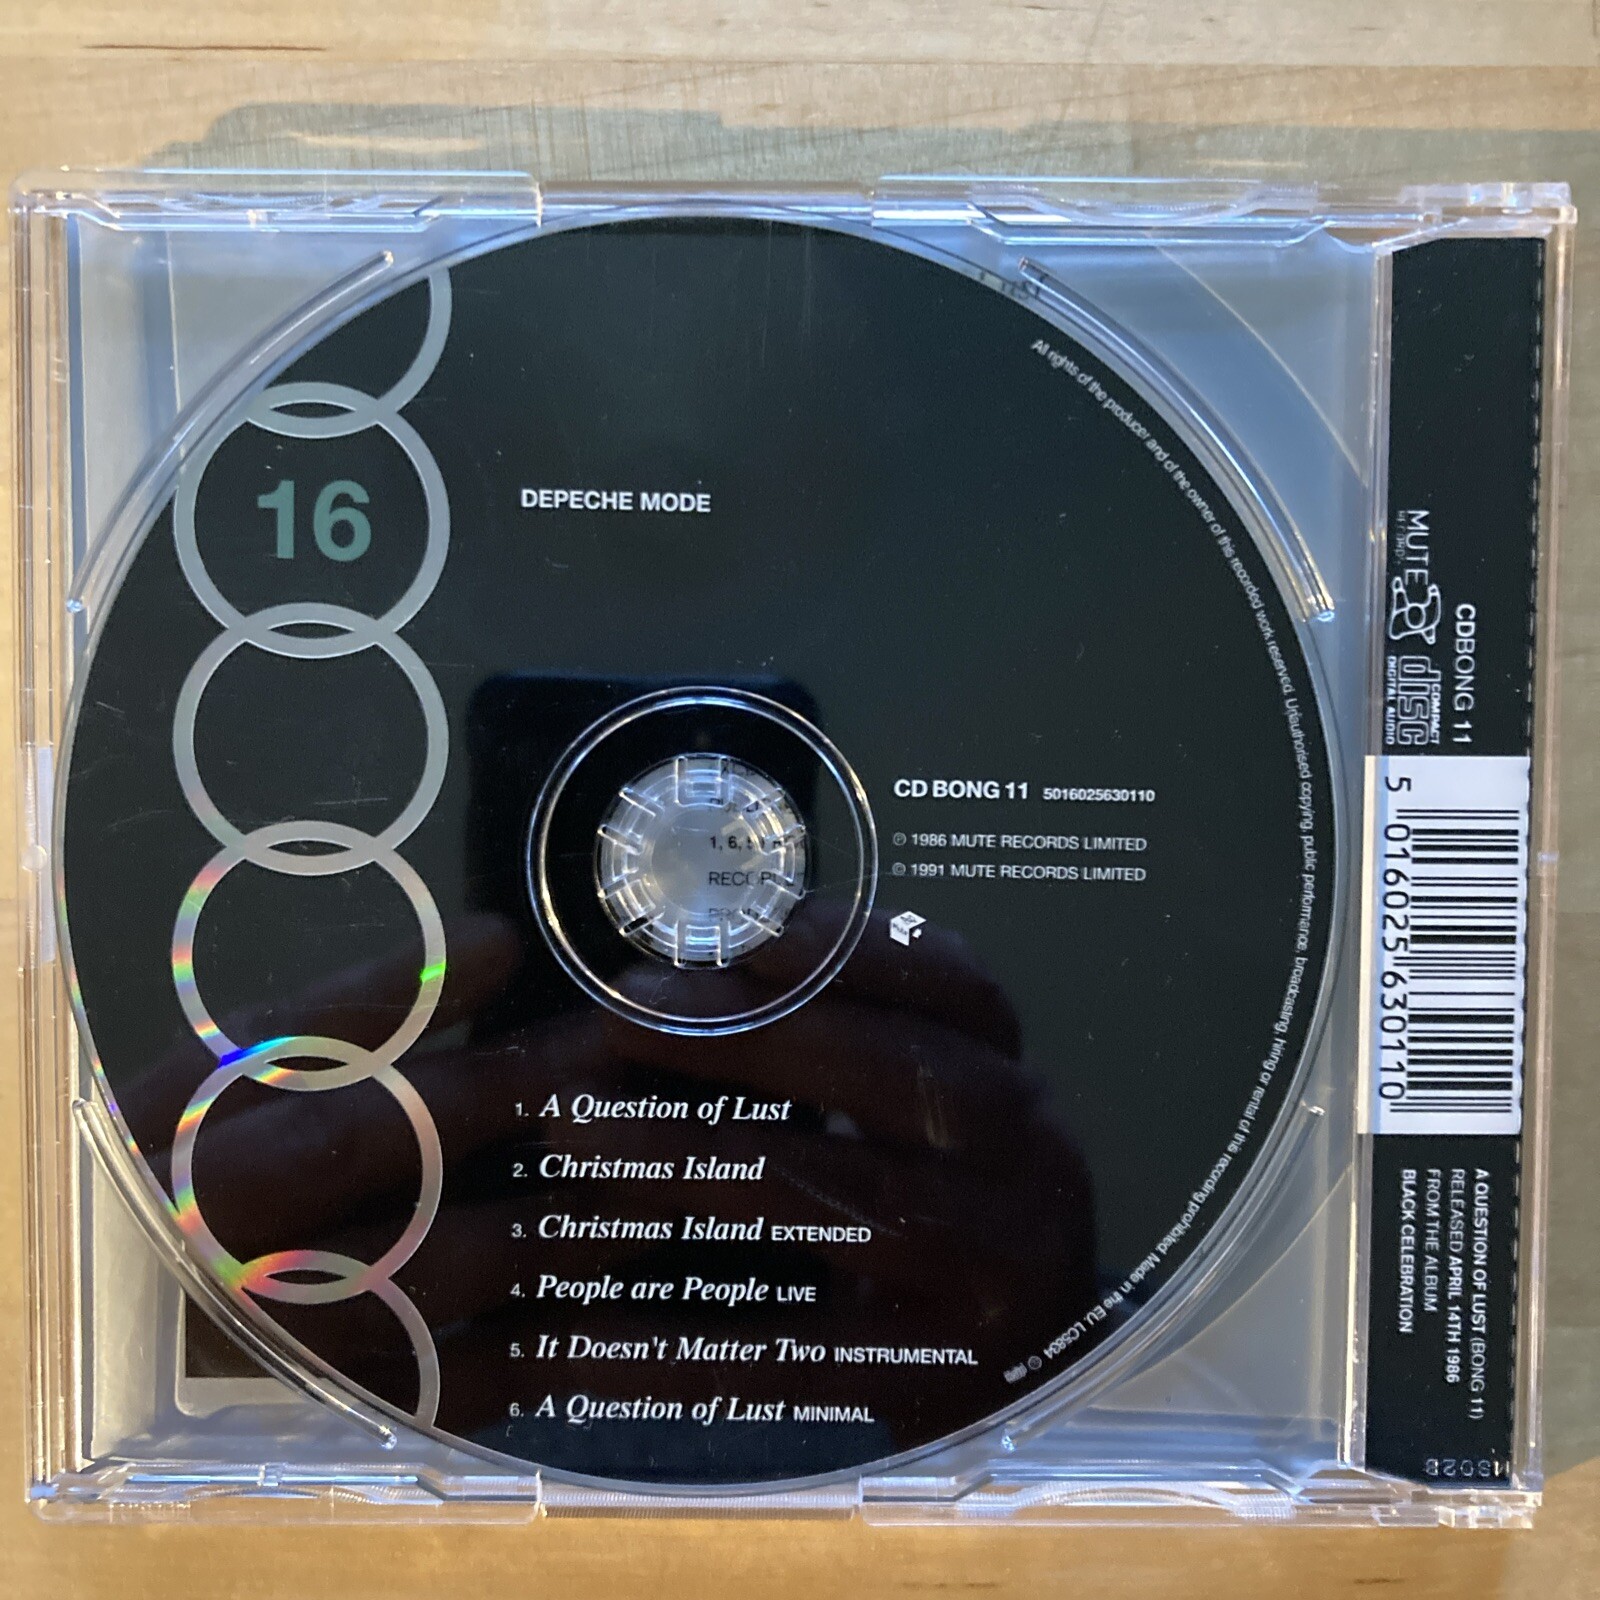 16
DEPECHE MODE
All rights of the producer and of the owner of this recorded work reserved. Unauthorised copying, public performance, broadcasting, hiring or rental of this recording prohibited. Made in the EU. LC5834
CD BONG 11 5016025630110
℗ 1986 MUTE RECORDS LIMITED
© 1991 MUTE RECORDS LIMITED
1, 6, 5
1. A Question of Lust
2. Christmas Island
3. Christmas Island EXTENDED
4. People are People LIVE
5. It Doesn't Matter Two INSTRUMENTAL
6. A Question of Lust MINIMAL
CDBONG 11
MUTE
COMPACT
disc
DIGITAL AUDIO
5 016025 630110
A QUESTION OF LUST (BONG 11)
RELEASED APRIL 14TH 1986
FROM THE ALBUM
BLACK CELEBRATION